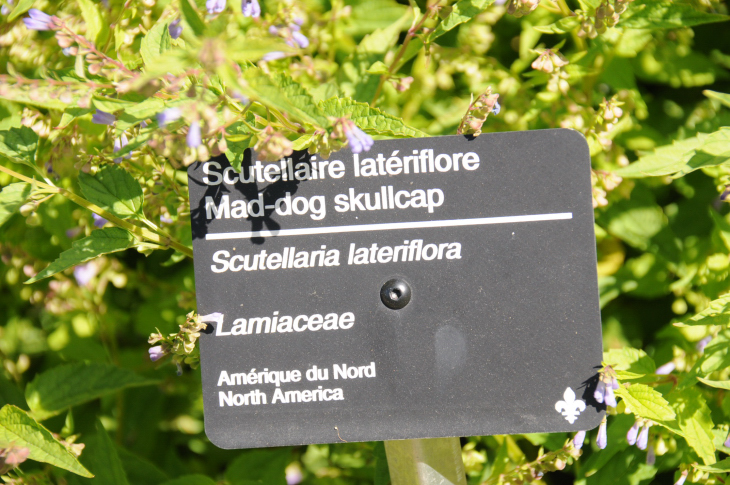 Scutellaire latériflore
Mad-dog skullcap
Scutellaria lateriflora
Lamiaceae
Amérique du Nord
North America